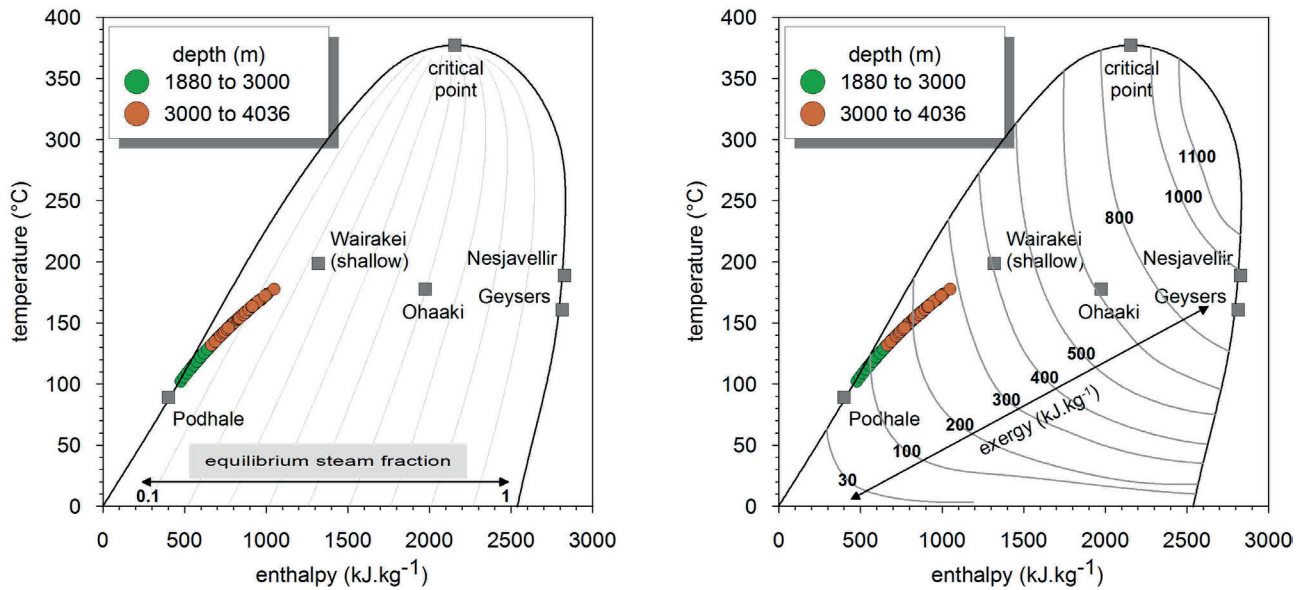 depth (m)
1880 to 3000
3000 to 4036
critical
point
Wairakei
(shallow)
Nesjavellir
Geysers
Ohaaki
Podhale
equilibrium steam fraction
0.1
1
temperature (°C)
400
350
300
250
200
150
100
50
0
0
500
1000
1500
2000
2500
3000
enthalpy (kJ.kg-1)
depth (m)
1880 to 3000
3000 to 4036
critical
point
1100
1000
800
Wairakei
(shallow)
Nesjavellir
Geysers
Ohaaki
500
400
300
200
100
30
exergy (kJ.kg-1)
Podhale
temperature (°C)
400
350
300
250
200
150
100
50
0
0
500
1000
1500
2000
2500
3000
enthalpy (kJ.kg-1)